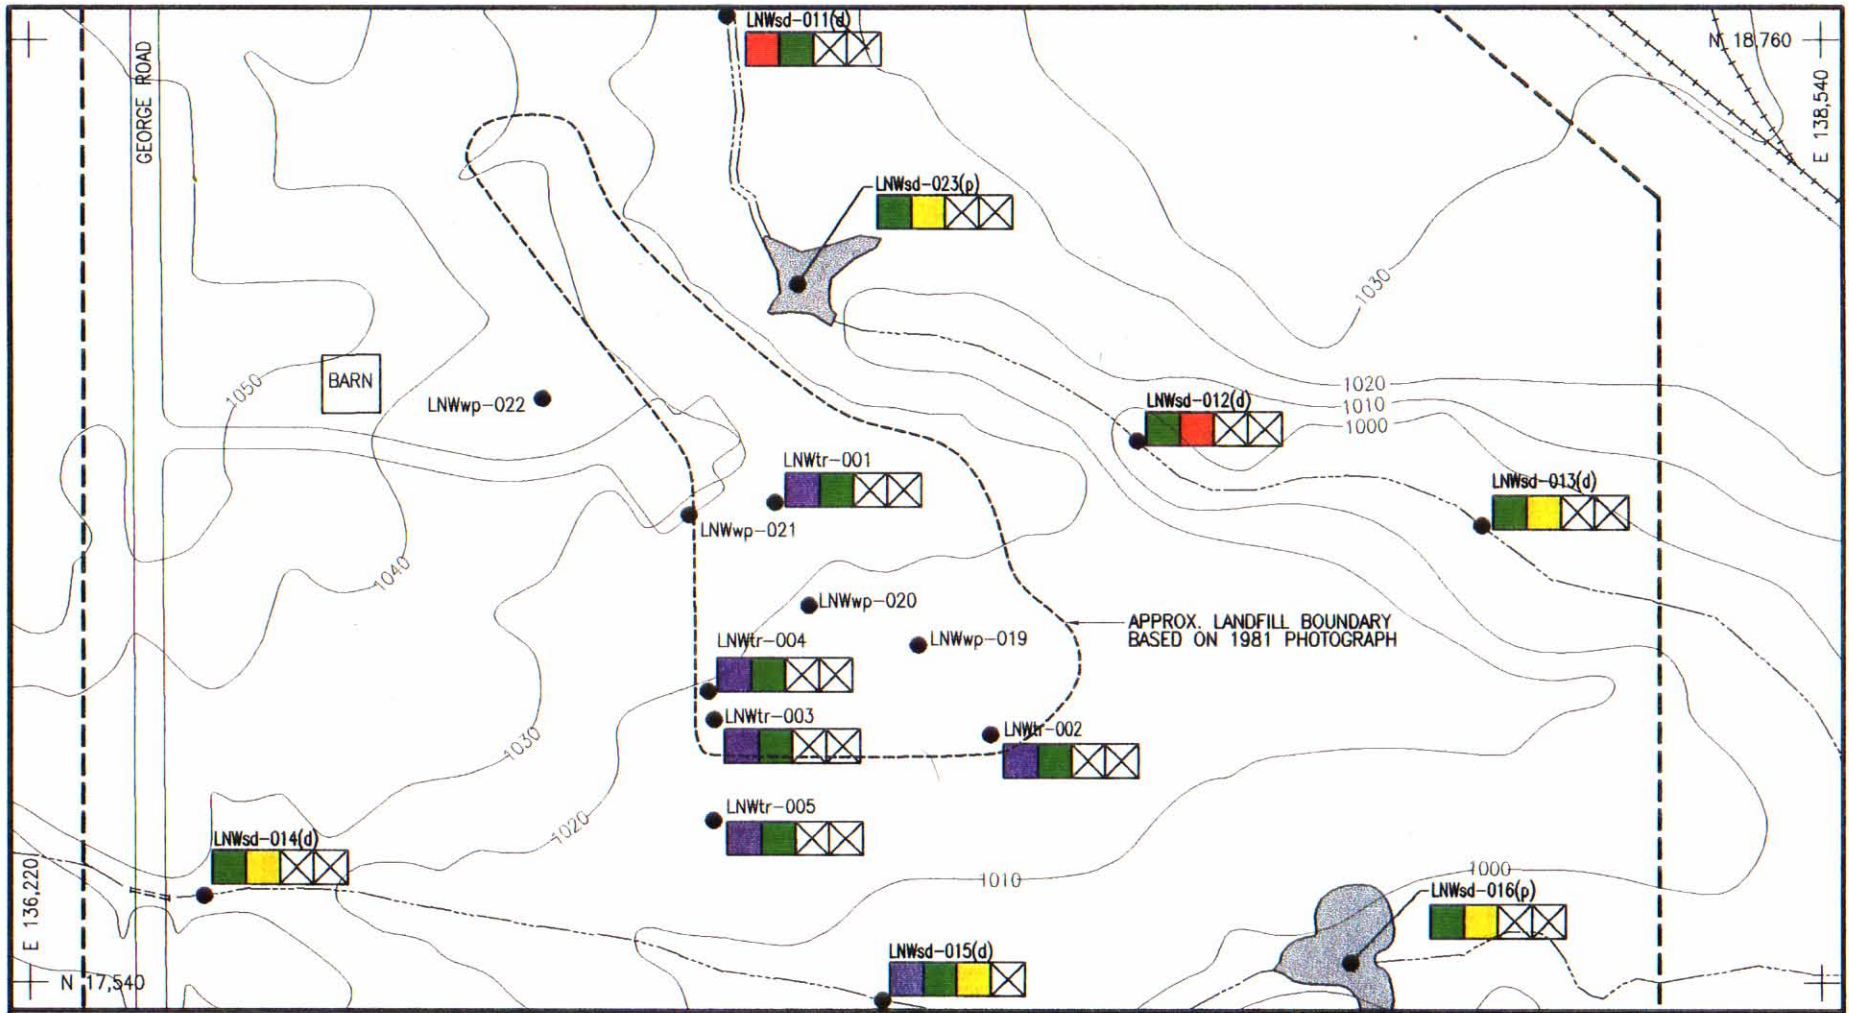 LNWsd-011(d)
N 18,760
E 138,540
GEORGE ROAD
LNWsd-023(p)
1030
1050
BARN
LNWwp-022
1020
1010
1000
LNWsd-012(d)
LNWtr-001
LNWsd-013(d)
LNWwp-021
1040
LNWwp-020
LNWwp-019
APPROX. LANDFILL BOUNDARY
BASED ON 1981 PHOTOGRAPH
LNWtr-004
LNWtr-003
LNWtr-002
1030
LNWtr-005
1020
LNWsd-014(d)
1010
1000
LNWsd-016(p)
E 136,220
LNWsd-015(d)
N 17,540